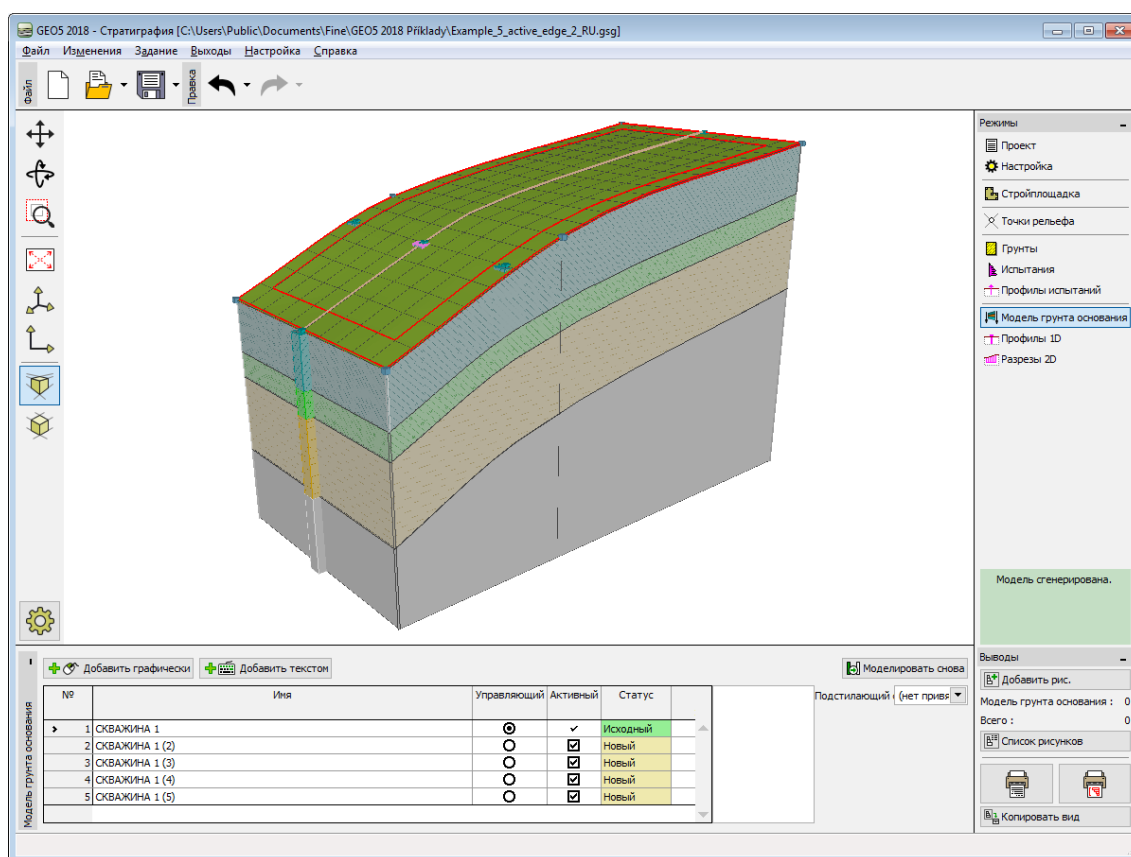 GEO5 2018 - Стратиграфия [C:\Users\Public\Documents\Fine\GEO5 2018 Příklady\Example_5_active_edge_2_RU.gsg]
Файл Изменения Задание Выходы Настройка Справка
Файл
Правка
Режимы
Проект
Настройка
Стройплощадка
Точки рельефа
Грунты
Испытания
Профилы испытаний
Модель грунта основания
Профилы 1D
Разрезы 2D
Модель сгенерирована.
Модель грунта основания
Добавить графически Добавить текстом Моделировать снова
№ Имя Управляющий Активный Статус
Подстилающий (нет привя
1 СКВАЖИНА 1 Исходный
2 СКВАЖИНА 1 (2) Новый
3 СКВАЖИНА 1 (3) Новый
4 СКВАЖИНА 1 (4) Новый
5 СКВАЖИНА 1 (5) Новый
Выводы
Добавить рис.
Модель грунта основания : 0
Всего : 0
Список рисунков
Копировать вид